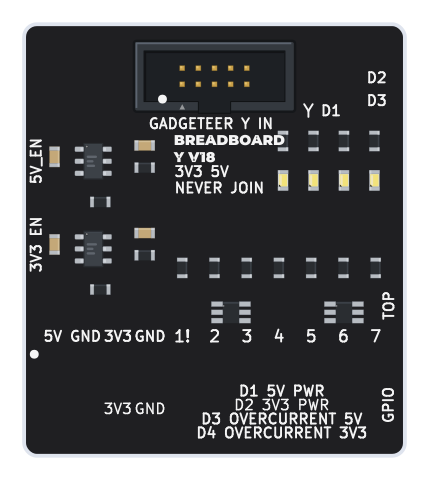 D2
D3
Y D1
GADGETEER Y IN
BREADBOARD
Y V18
3V3 5V
NEVER JOIN
5V_EN
3V3 EN
TOP
5V GND 3V3 GND 1! 2 3 4 5 6 7
3V3 GND
GPIO
D1 5V PWR
D2 3V3 PWR
D3 OVERCURRENT 5V
D4 OVERCURRENT 3V3